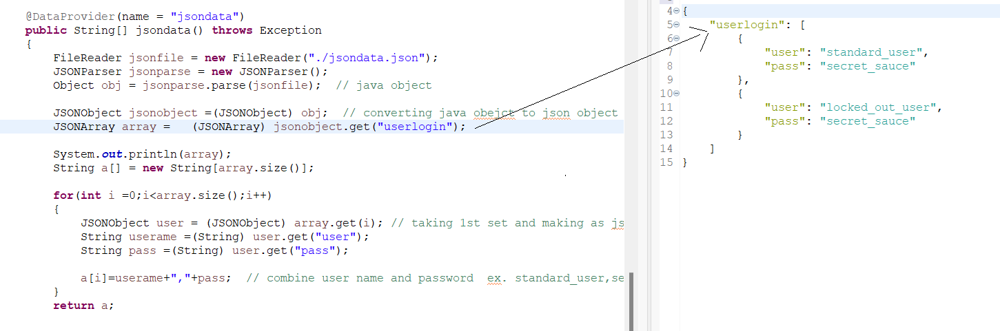 @DataProvider(name = "jsondata")
public String[] jsondata() throws Exception
{
FileReader jsonfile = new FileReader("./jsondata.json");
JSONParser jsonparse = new JSONParser();
Object obj = jsonparse.parse(jsonfile);  // java object
JSONObject jsonobject =(JSONObject) obj;  // converting java obejct to json object
JSONArray array =   (JSONArray) jsonobject.get("userlogin");
System.out.println(array);
String a[] = new String[array.size()];
for(int i =0;i<array.size();i++)
{
JSONObject user = (JSONObject) array.get(i); // taking 1st set and making as js
String userame =(String) user.get("user");
String pass =(String) user.get("pass");
a[i]=userame+","+pass;  // combine user name and password  ex. standard_user,se
}
return a;
4 {
5 "userlogin": [
6 {
7 "user": "standard_user",
8 "pass": "secret_sauce"
9 },
10 {
11 "user": "locked_out_user",
12 "pass": "secret_sauce"
13 }
14 ]
15 }